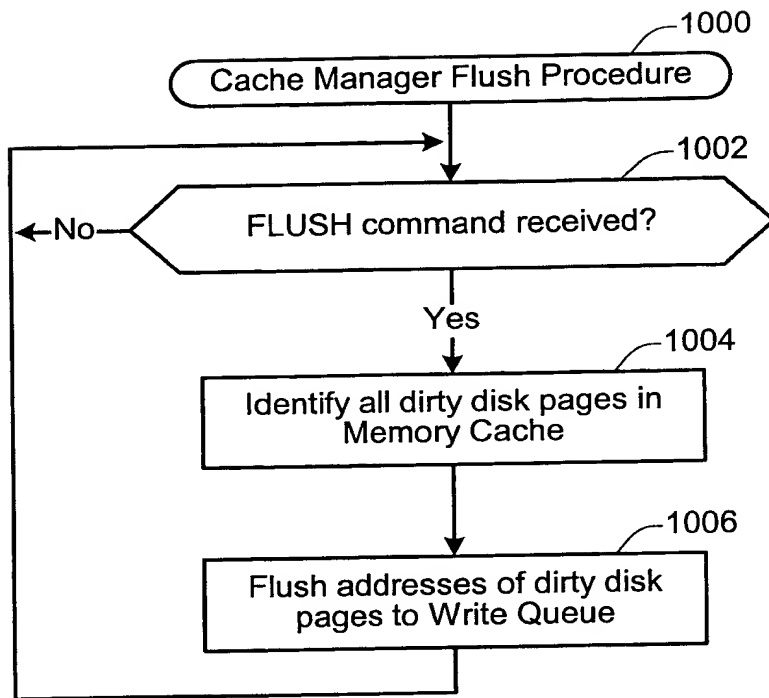 1000
Cache Manager Flush Procedure
1002
FLUSH command received?
No
Yes
1004
Identify all dirty disk pages in
Memory Cache
1006
Flush addresses of dirty disk
pages to Write Queue